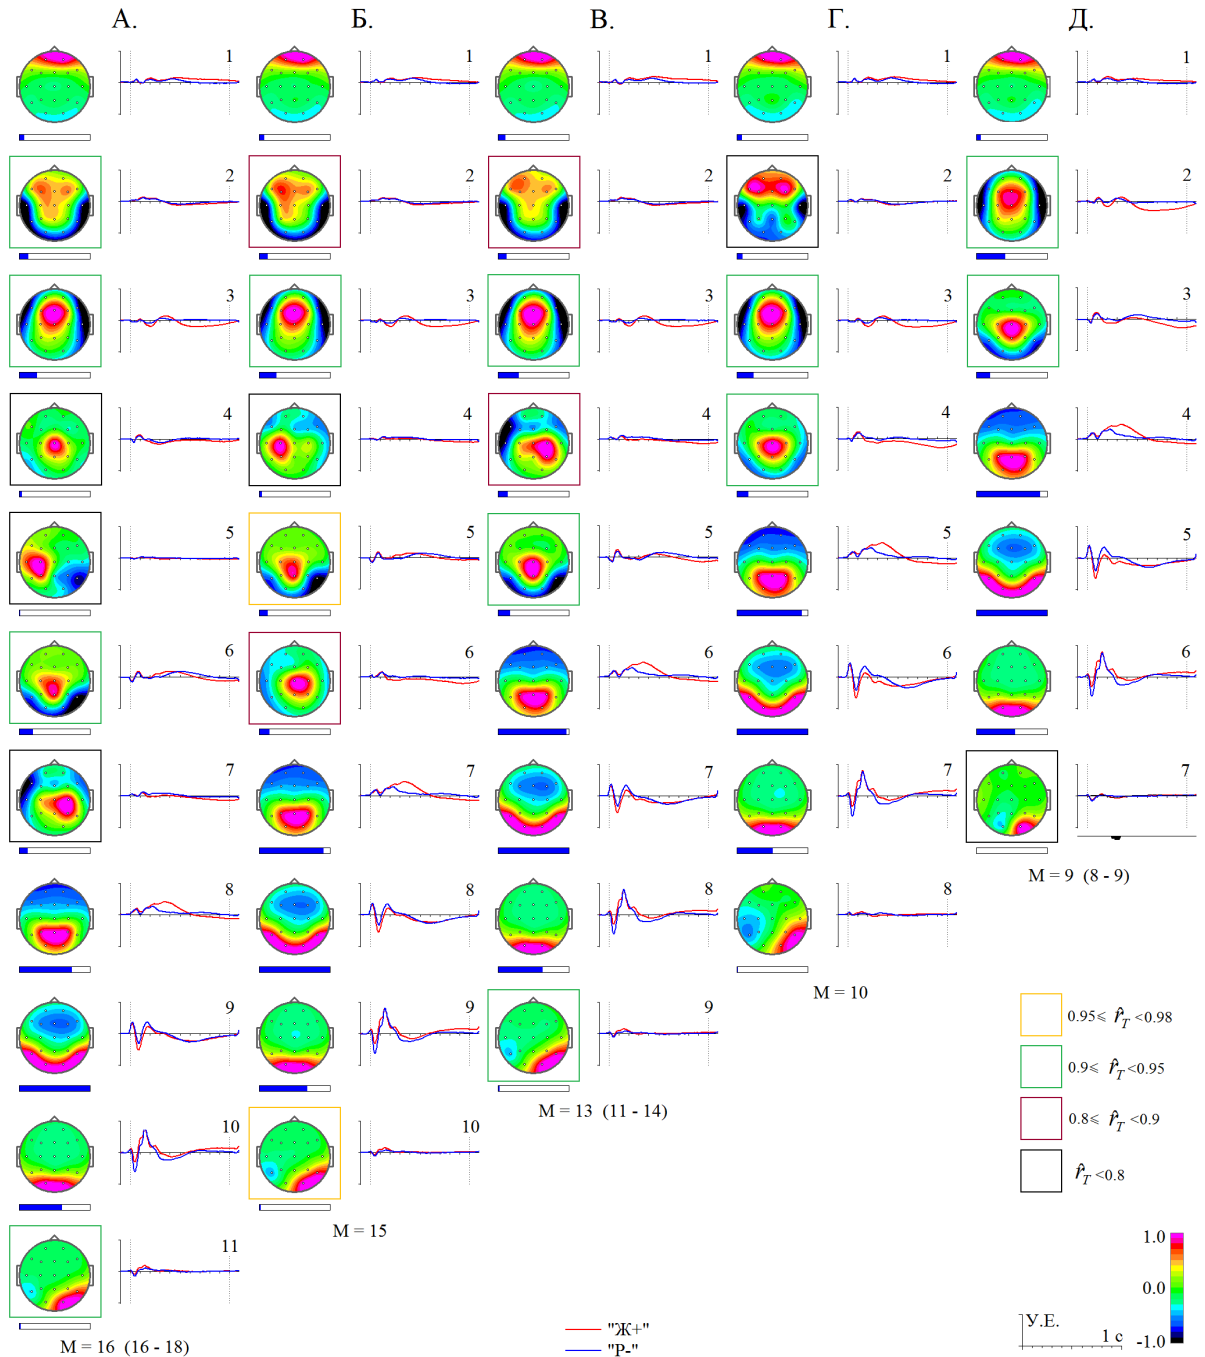 А. Б. В. Г. Д.
1 1 1 1 1
2 2 2 2 2
3 3 3 3 3
4 4 4 4 4
5 5 5 5 5
6 6 6 6 6
7 7 7 7 7
M = 9 (8 - 9)
8 8 8 8
M = 10
9 9 9
M = 13 (11 - 14)
10 10
M = 15
11
M = 16 (16 - 18)
0.95⩽ r̂T <0.98
0.9⩽ r̂T <0.95
0.8⩽ r̂T <0.9
r̂T <0.8
1.0
0.0
-1.0
У.Е.
1 с
"Ж+"
"Р-"